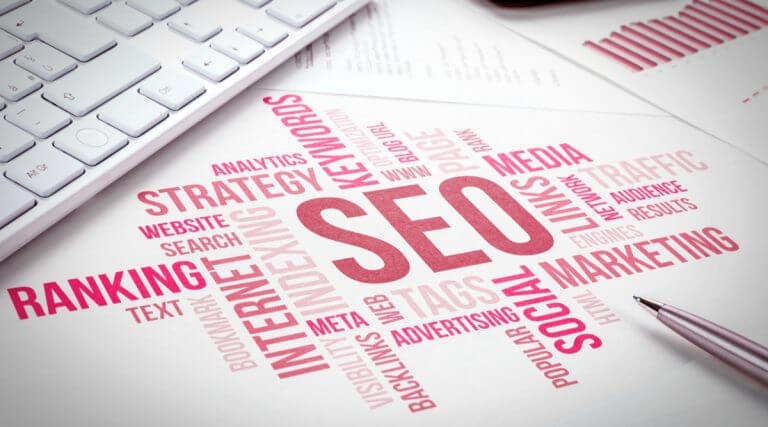 KEYWORDS
OPTIMIZATION
WWW
BLOG URL
PAGE
RANK
ANALYTICS
STRATEGY
WEBSITE
SEARCH
RANKING
TEXT
BOOKMARK
INTERNET
INDEXING
SEO
MEDIA
LINKS
NETWORK
TRAFFIC
AUDIENCE
RESULTS
ENGINES
MARKETING
HTML
SOCIAL
POPULAR
TAGS
WEB
META
ADVERTISING
VISIBILITY
BACKLINKS
Alt Gr
Ctrl